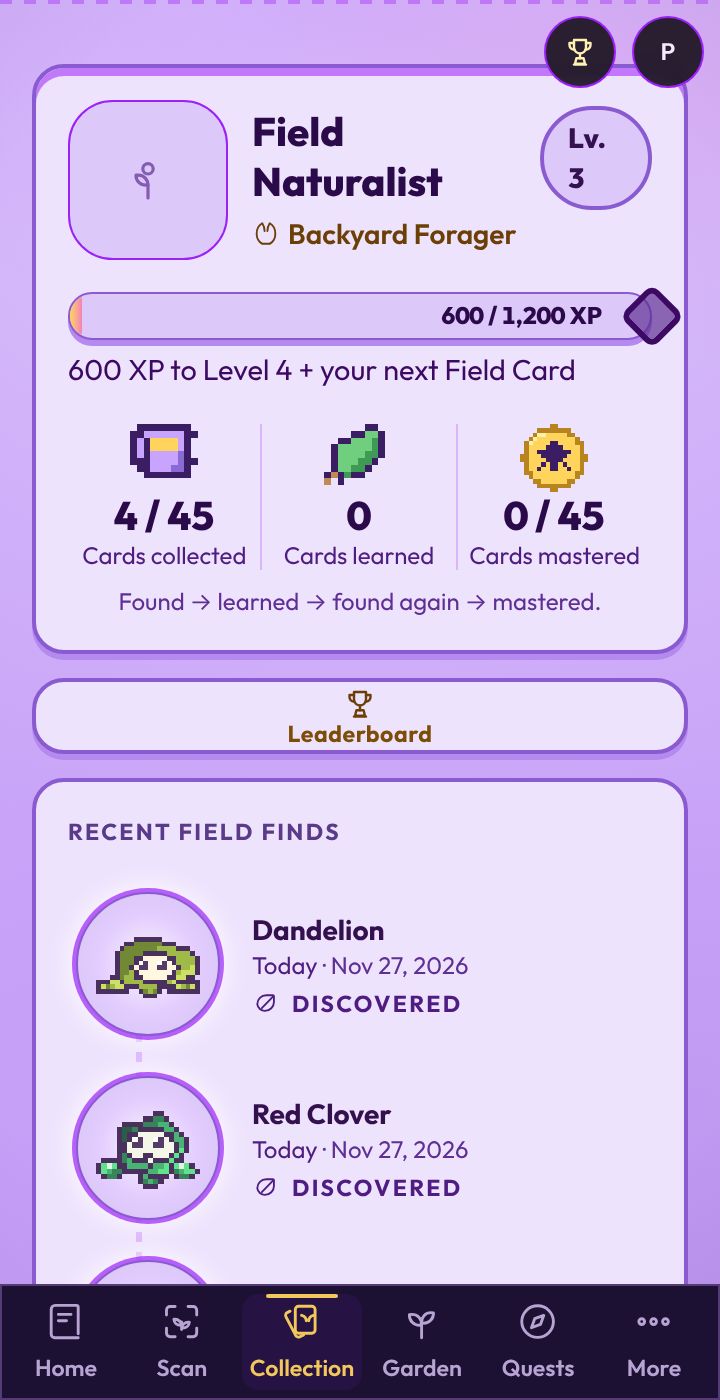 P
Field
Naturalist
Lv.
3
Backyard Forager
600 / 1,200 XP
600 XP to Level 4 + your next Field Card
4 / 45
Cards collected
0
Cards learned
0 / 45
Cards mastered
Found → learned → found again → mastered.
Leaderboard
RECENT FIELD FINDS
Dandelion
Today · Nov 27, 2026
DISCOVERED
Red Clover
Today · Nov 27, 2026
DISCOVERED
Home
Scan
Collection
Garden
Quests
More